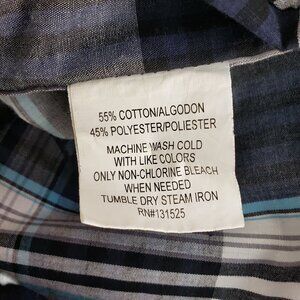 55% COTTON/ALGODON
45% POLYESTER/POLIESTER
MACHINE WASH COLD
WITH LIKE COLORS
ONLY NON-CHLORINE BLEACH
WHEN NEEDED
TUMBLE DRY STEAM IRON
RN#131525